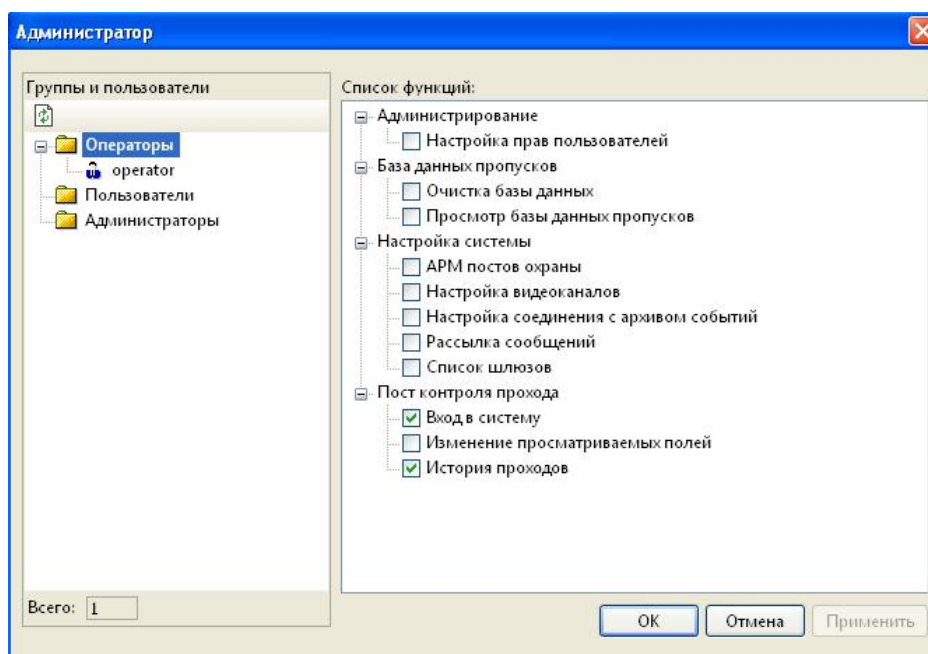 Администратор
Группы и пользователи
Операторы
operator
Пользователи
Администраторы
Всего: 1
Список функций:
Администрирование
Настройка прав пользователей
База данных пропусков
Очистка базы данных
Просмотр базы данных пропусков
Настройка системы
АРМ постов охраны
Настройка видеоканалов
Настройка соединения с архивом событий
Рассылка сообщений
Список шлюзов
Пост контроля прохода
Вход в систему
Изменение просматриваемых полей
История проходов
OK
Отмена
Применить